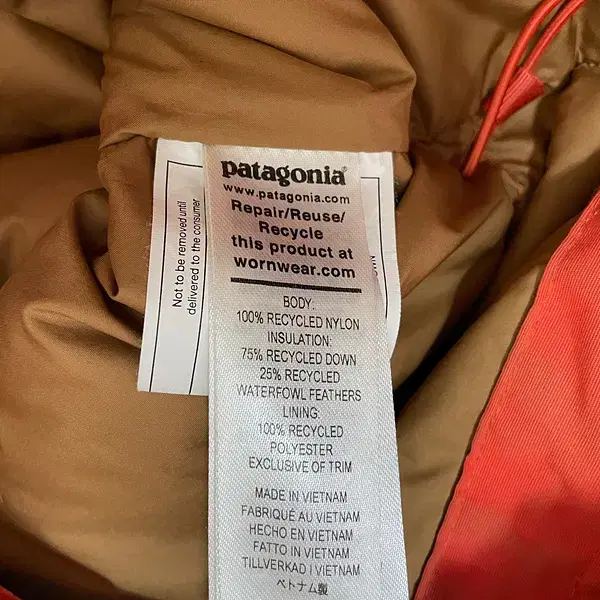 patagonia®
www.patagonia.com
Repair/Reuse/
Recycle
this product at
wornwear.com
BODY:
100% RECYCLED NYLON
INSULATION:
75% RECYCLED DOWN
25% RECYCLED
WATERFOWL FEATHERS
LINING:
100% RECYCLED
POLYESTER
EXCLUSIVE OF TRIM
MADE IN VIETNAM
FABRIQUÉ AU VIETNAM
HECHO EN VIETNAM
FATTO IN VIETNAM
TILLVERKAD I VIETNAM
ベトナム製
Not to be removed until
delivered to the consumer